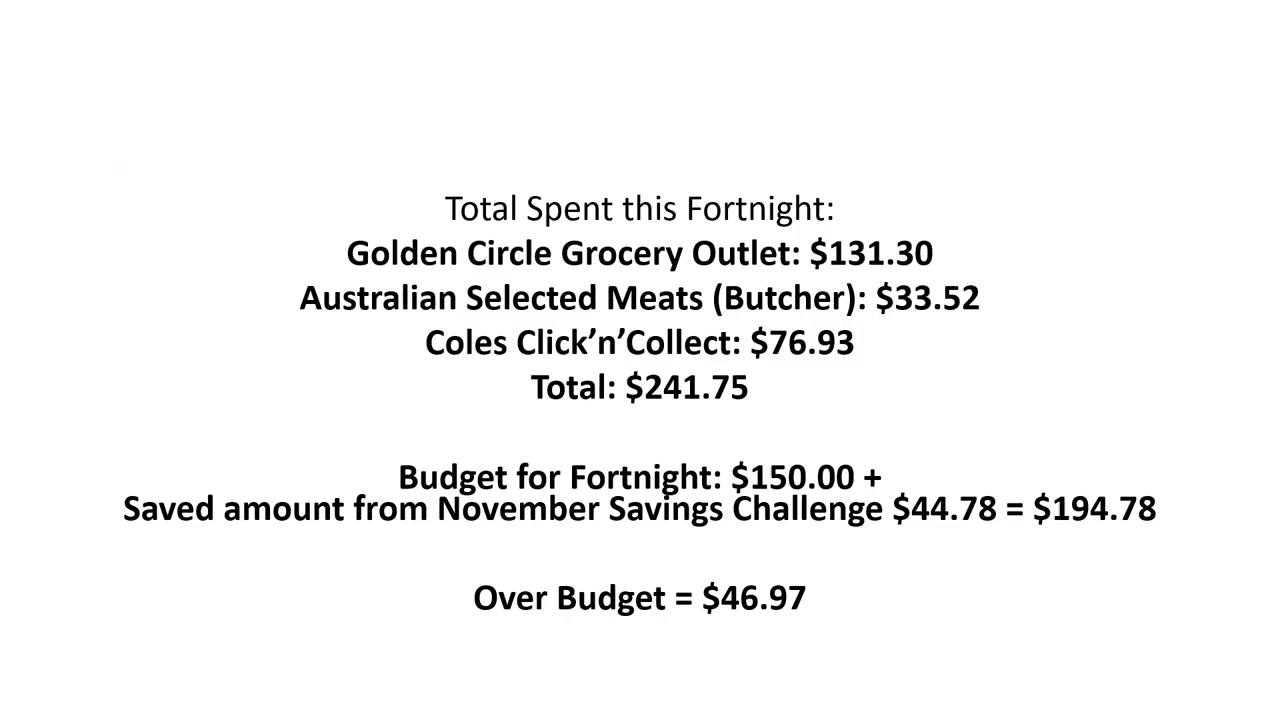 Total Spent this Fortnight:
Golden Circle Grocery Outlet: $131.30
Australian Selected Meats (Butcher): $33.52
Coles Click’n’Collect: $76.93
Total: $241.75
Budget for Fortnight: $150.00 +
Saved amount from November Savings Challenge $44.78 = $194.78
Over Budget = $46.97